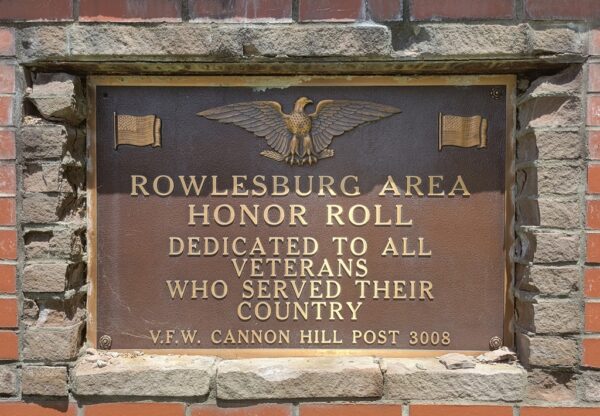 ROWLESBURG AREA
HONOR ROLL
DEDICATED TO ALL
VETERANS
WHO SERVED THEIR
COUNTRY
V.F.W. CANNON HILL POST 3008